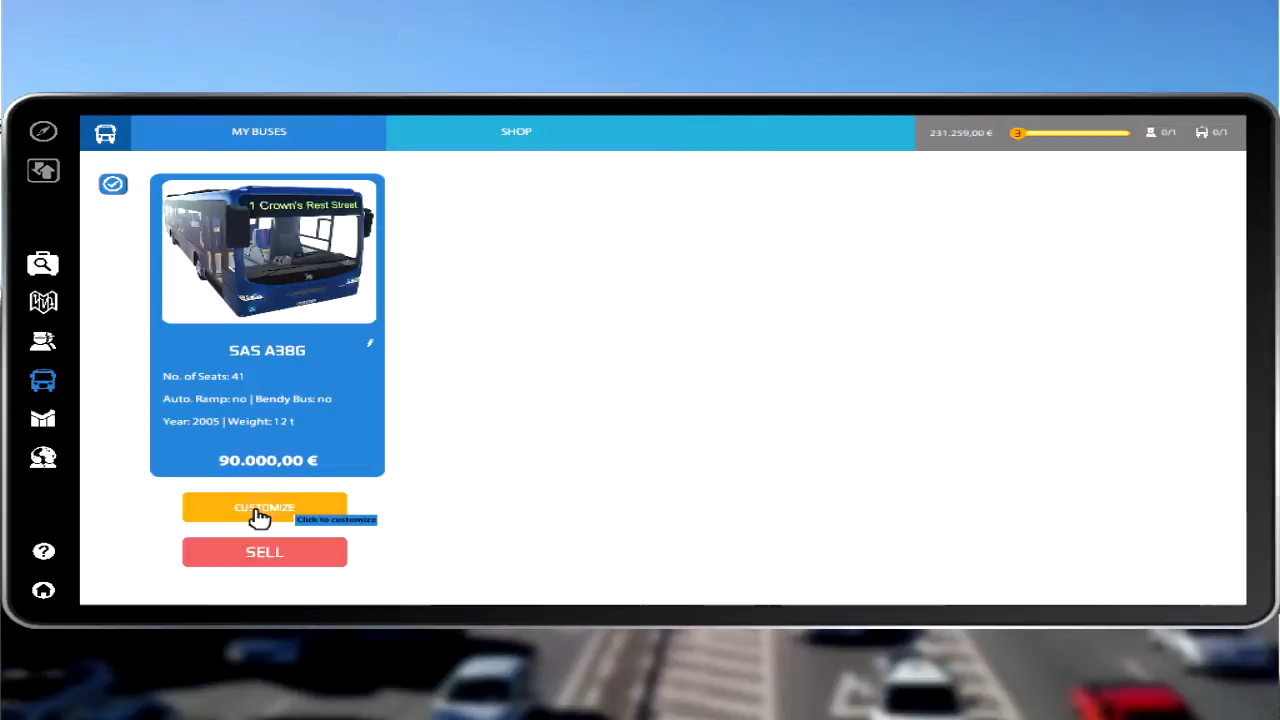 MY BUSES
SHOP
231.259,00 €
3
0/1
0/1
1 Crown's Rest Street
SAS A38G
No. of Seats: 41
Auto. Ramp: no | Bendy Bus: no
Year: 2005 | Weight: 12 t
90.000,00 €
CUSTOMIZE
Click to customize
SELL